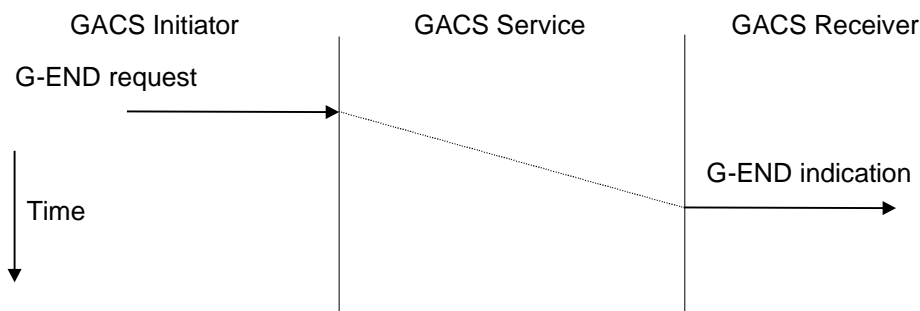 GACS Initiator
GACS Service
GACS Receiver
G-END request
G-END indication
Time